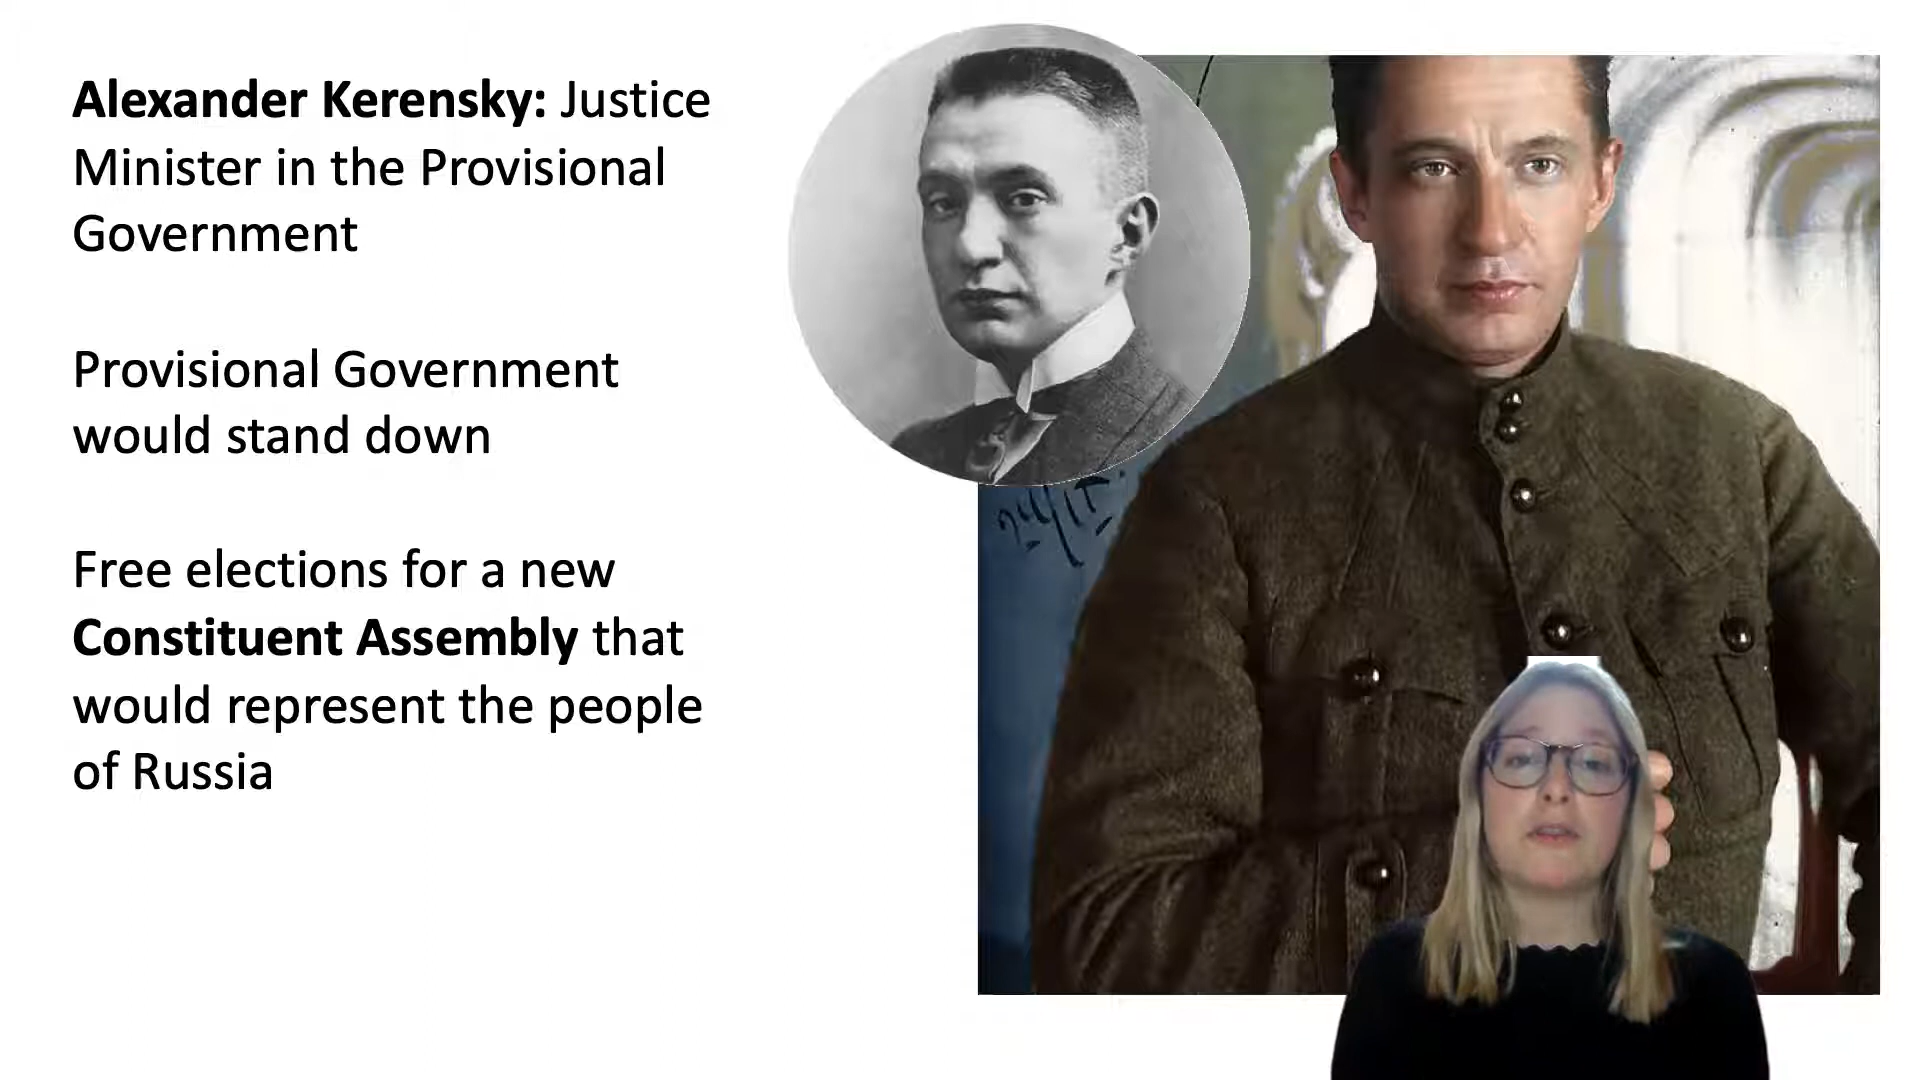 Alexander Kerensky: Justice
Minister in the Provisional
Government
Provisional Government
would stand down
Free elections for a new
Constituent Assembly that
would represent the people
of Russia